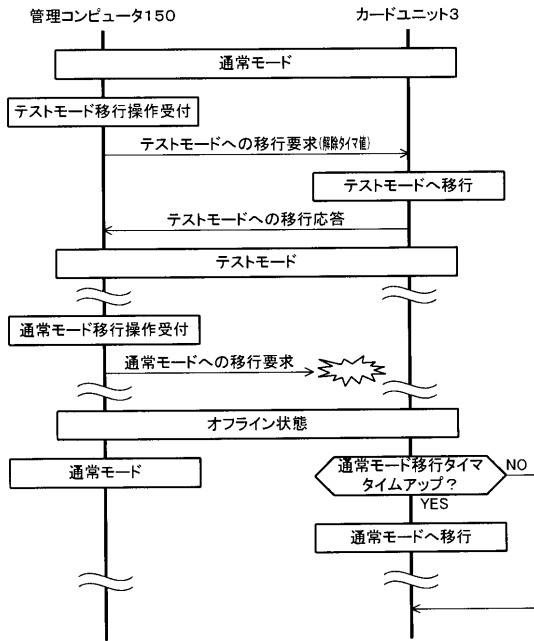 管理コンピュータ150
カードユニット3
通常モード
テストモード移行操作受付
テストモードへの移行要求(解除タイマ値)
テストモードへ移行
テストモードへの移行応答
テストモード
通常モード移行操作受付
通常モードへの移行要求
オフライン状態
通常モード
通常モード移行タイマ
タイムアップ?
NO
YES
通常モードへ移行